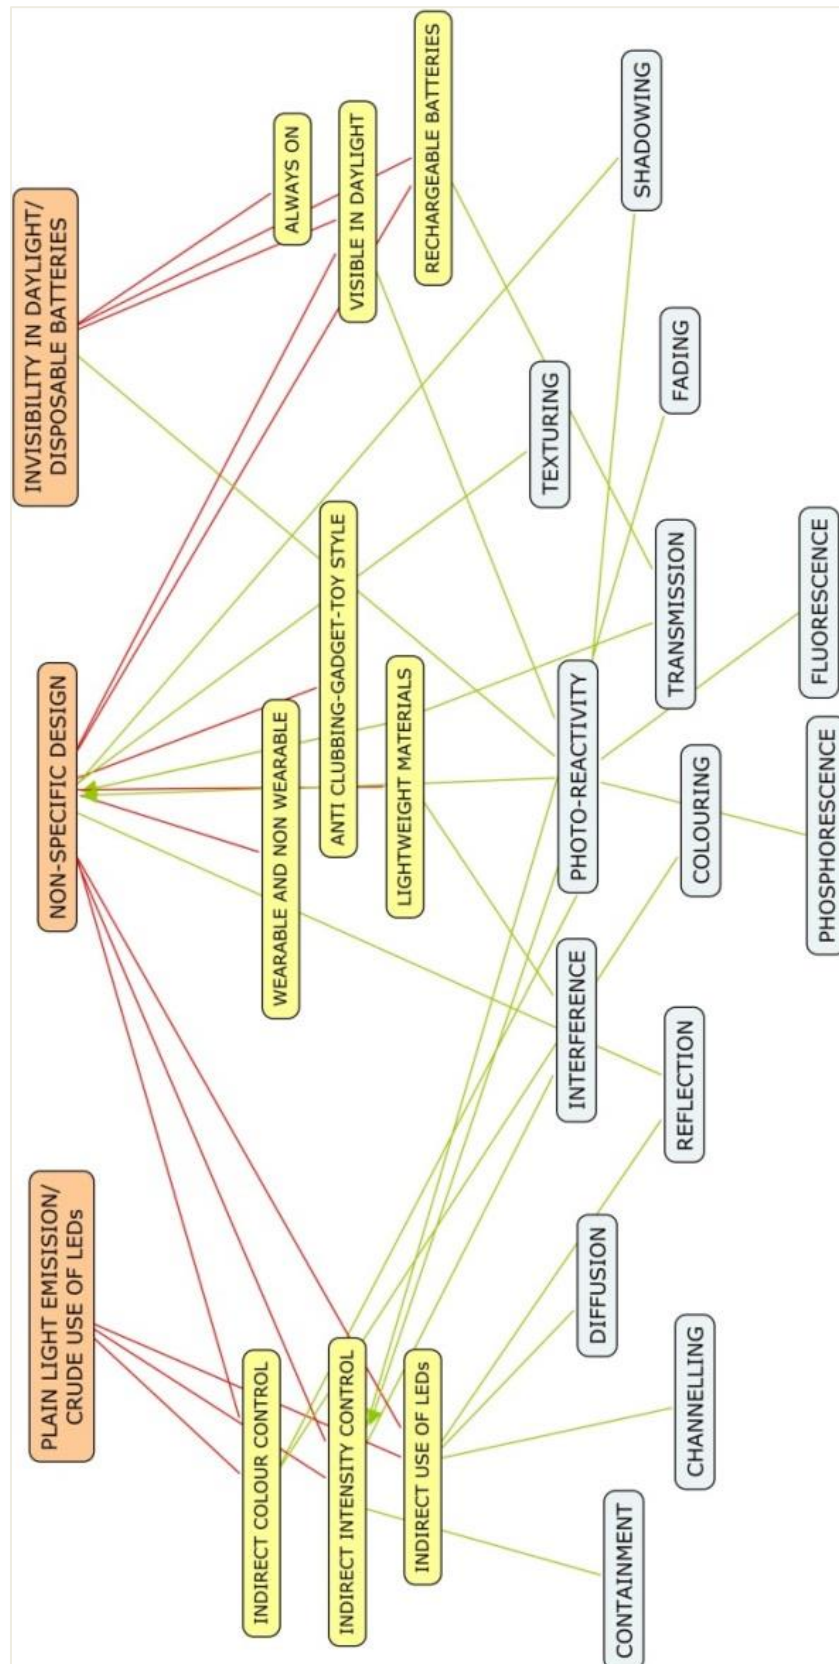 PLAIN LIGHT EMISISION/
CRUDE USE OF LEDs
NON-SPECIFIC DESIGN
INVISIBILITY IN DAYLIGHT/
DISPOSABLE BATTERIES
INDIRECT COLOUR CONTROL
INDIRECT INTENSITY CONTROL
INDIRECT USE OF LEDs
WEARABLE AND NON WEARABLE
ANTI CLUBBING-GADGET-TOY STYLE
LIGHTWEIGHT MATERIALS
ALWAYS ON
VISIBLE IN DAYLIGHT
RECHARGEABLE BATTERIES
CONTAINMENT
CHANNELLING
DIFFUSION
REFLECTION
INTERFERENCE
COLOURING
PHOTO-REACTIVITY
PHOSPHORESCENCE
FLUORESCENCE
TRANSMISSION
TEXTURING
FADING
SHADOWING